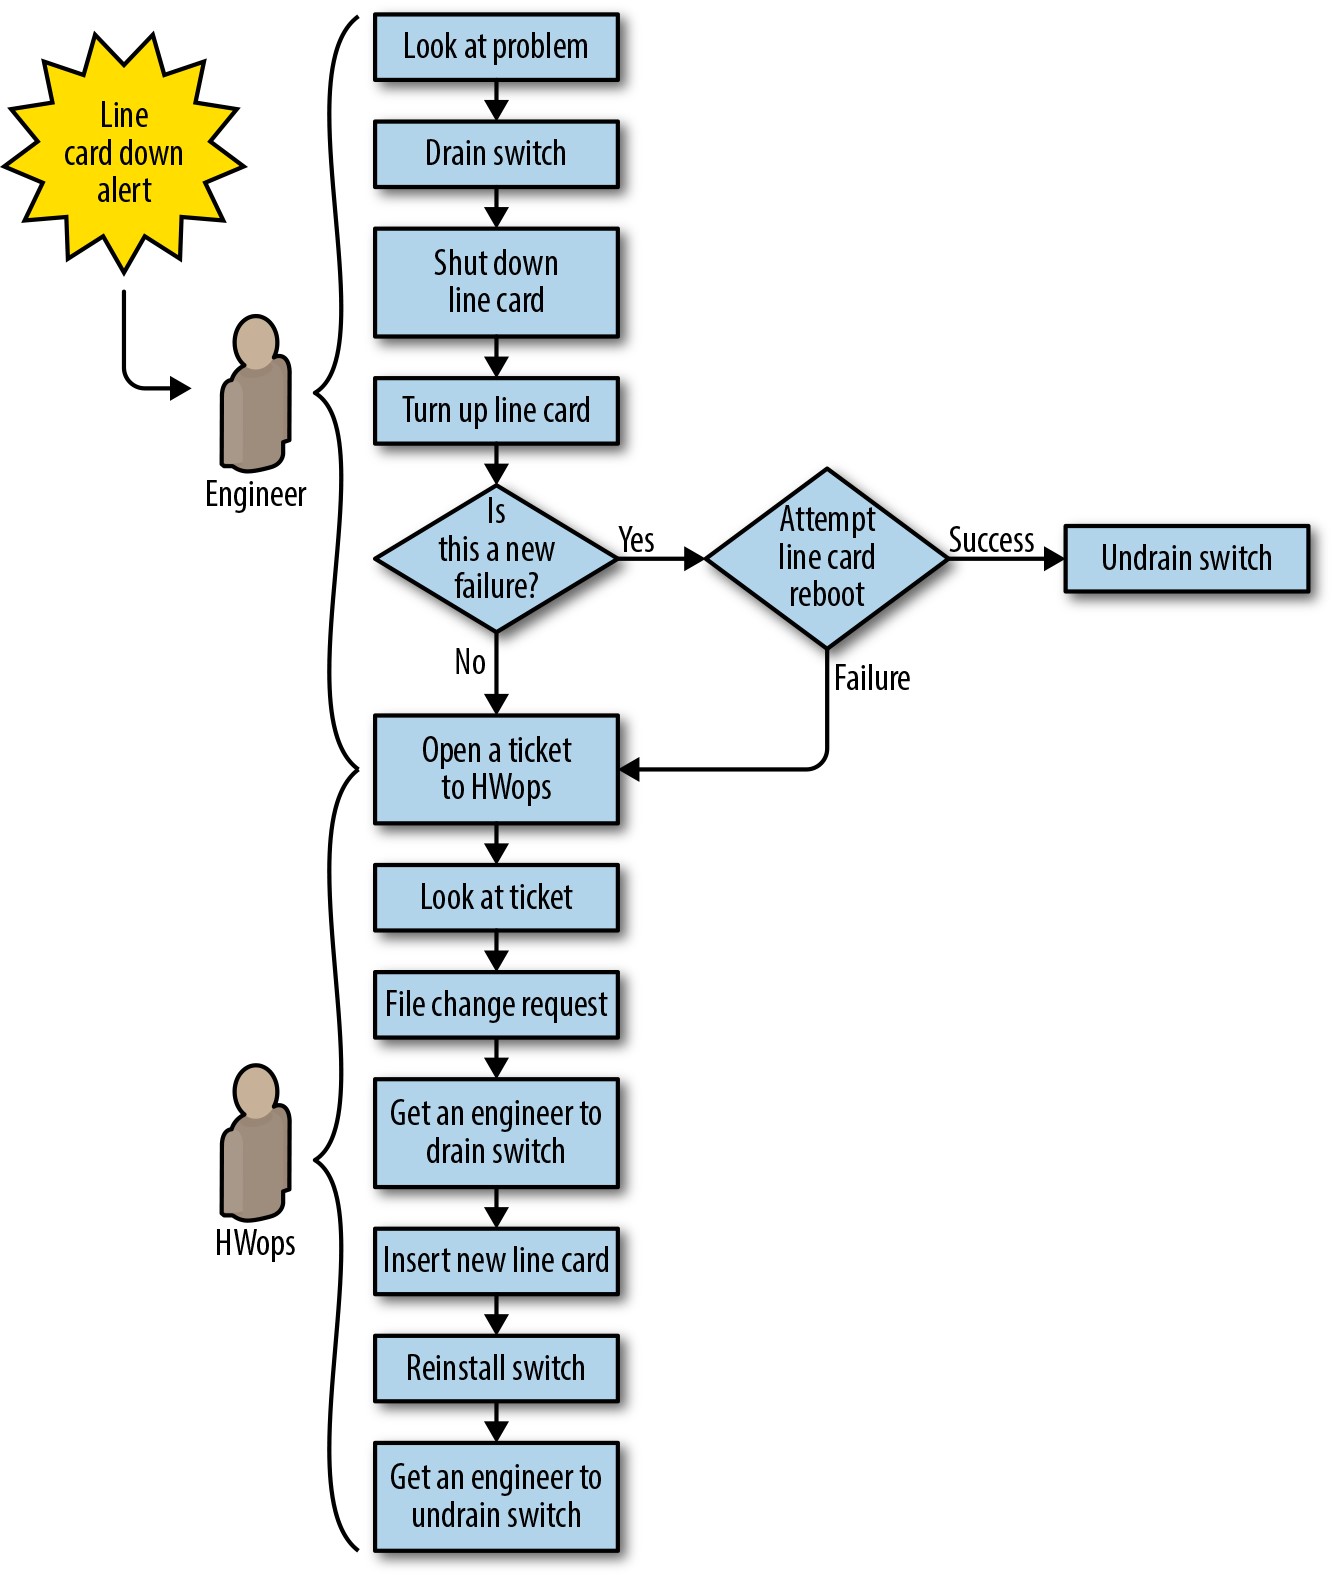 Line
card down
alert
Engineer
Look at problem
Drain switch
Shut down
line card
Turn up line card
Is
this a new
failure?
Yes
Attempt
line card
reboot
Success
Undrain switch
No
Failure
Open a ticket
to HWops
Look at ticket
File change request
Get an engineer to
drain switch
HWops
Insert new line card
Reinstall switch
Get an engineer to
undrain switch